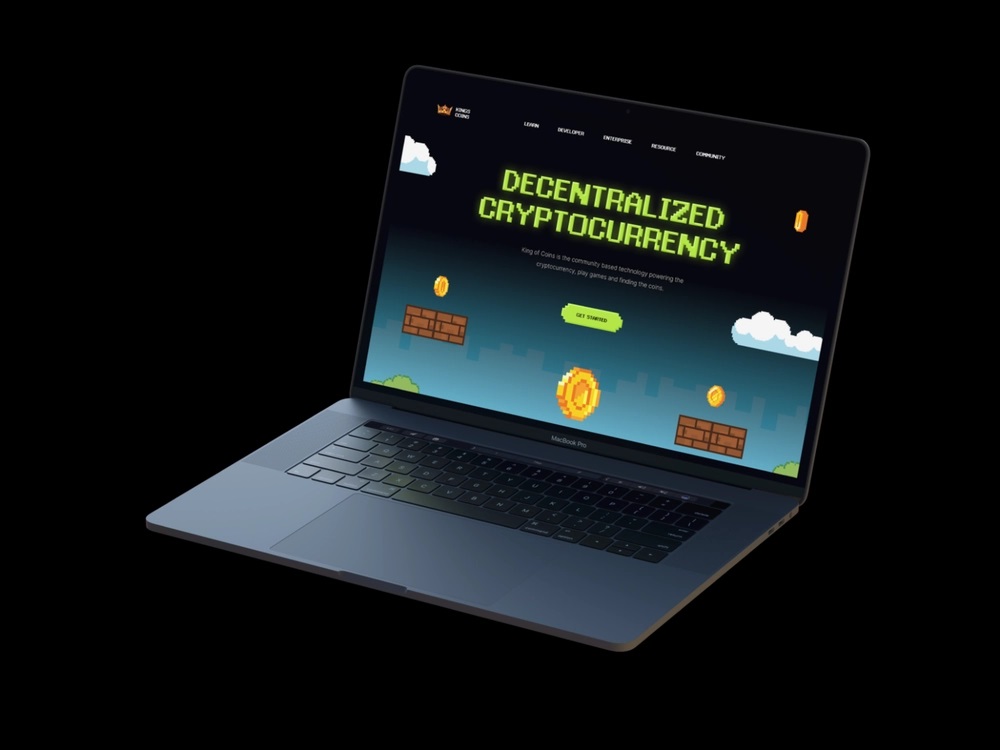 KINGS
COINS
LEARN DEVELOPER ENTERPRISE RESOURCE COMMUNITY
DECENTRALIZED
CRYPTOCURRENCY
King of Coins is the community based technology powering the
cryptocurrency, play games and finding the coins.
GET STARTED
MacBook Pro